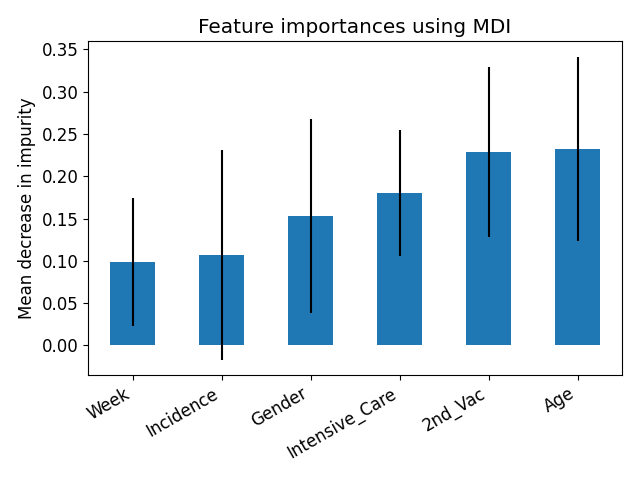 Feature importances using MDI
Mean decrease in impurity
0.35
0.30
0.25
0.20
0.15
0.10
0.05
0.00
Week
Incidence
Gender
Intensive_Care
2nd_Vac
Age